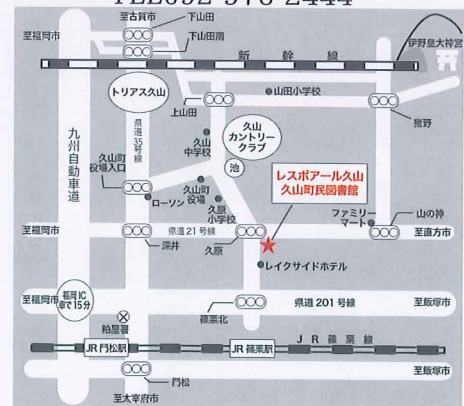 TEL092-976-2444
至古賀市
下山田
至福岡市
下山田南
新幹線
伊野皇大神宮
トリアス久山
山田小学校
上山田
猪野
九州自動車道
県道35号線
久山
中学校
久山
カントリー
クラブ
池
久山町
役場入口
レスポアール久山
久山町民図書館
ローソン
久山町
役場
久原
小学校
ファミリー
マート
山の神
至福岡市
深井
県道21号線
久原
至直方市
レイクサイドホテル
至福岡市
福岡IC
車で15分
篠栗北
県道201号線
至飯塚市
粕屋署
JR門松駅
JR篠栗駅
JR篠栗線
門松
至飯塚市
至太宰府市